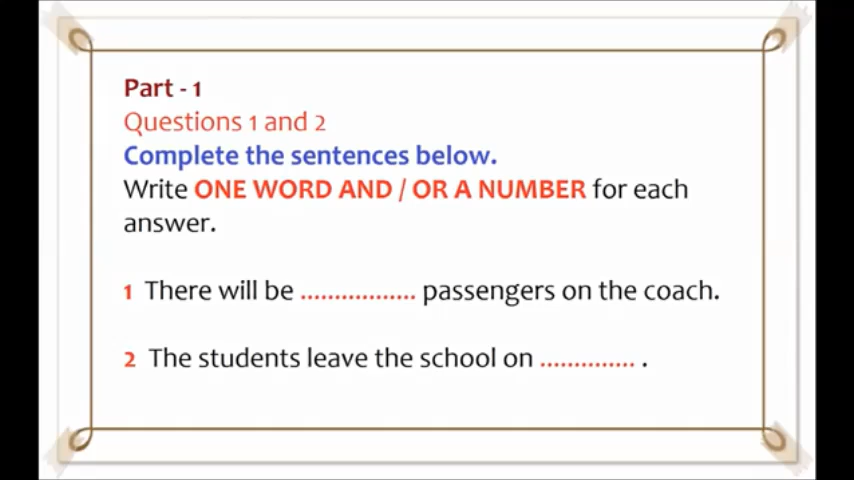 Part - 1
Questions 1 and 2
Complete the sentences below.
Write ONE WORD AND / OR A NUMBER for each
answer.
1 There will be ................. passengers on the coach.
2 The students leave the school on .............. .